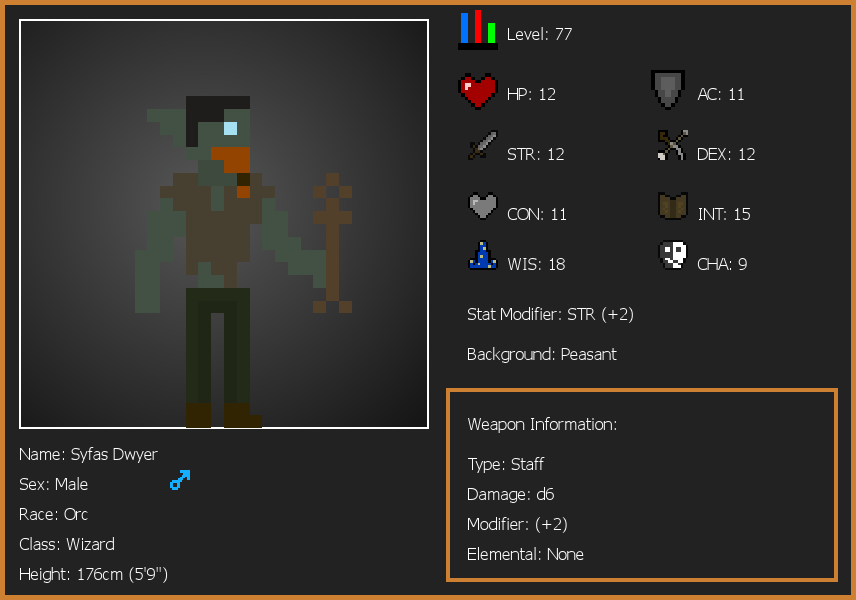 Level: 77
HP: 12
AC: 11
STR: 12
DEX: 12
CON: 11
INT: 15
WIS: 18
CHA: 9
Stat Modifier: STR (+2)
Background: Peasant
Weapon Information:
Type: Staff
Damage: d6
Modifier: (+2)
Elemental: None
Name: Syfas Dwyer
Sex: Male
Race: Orc
Class: Wizard
Height: 176cm (5'9")